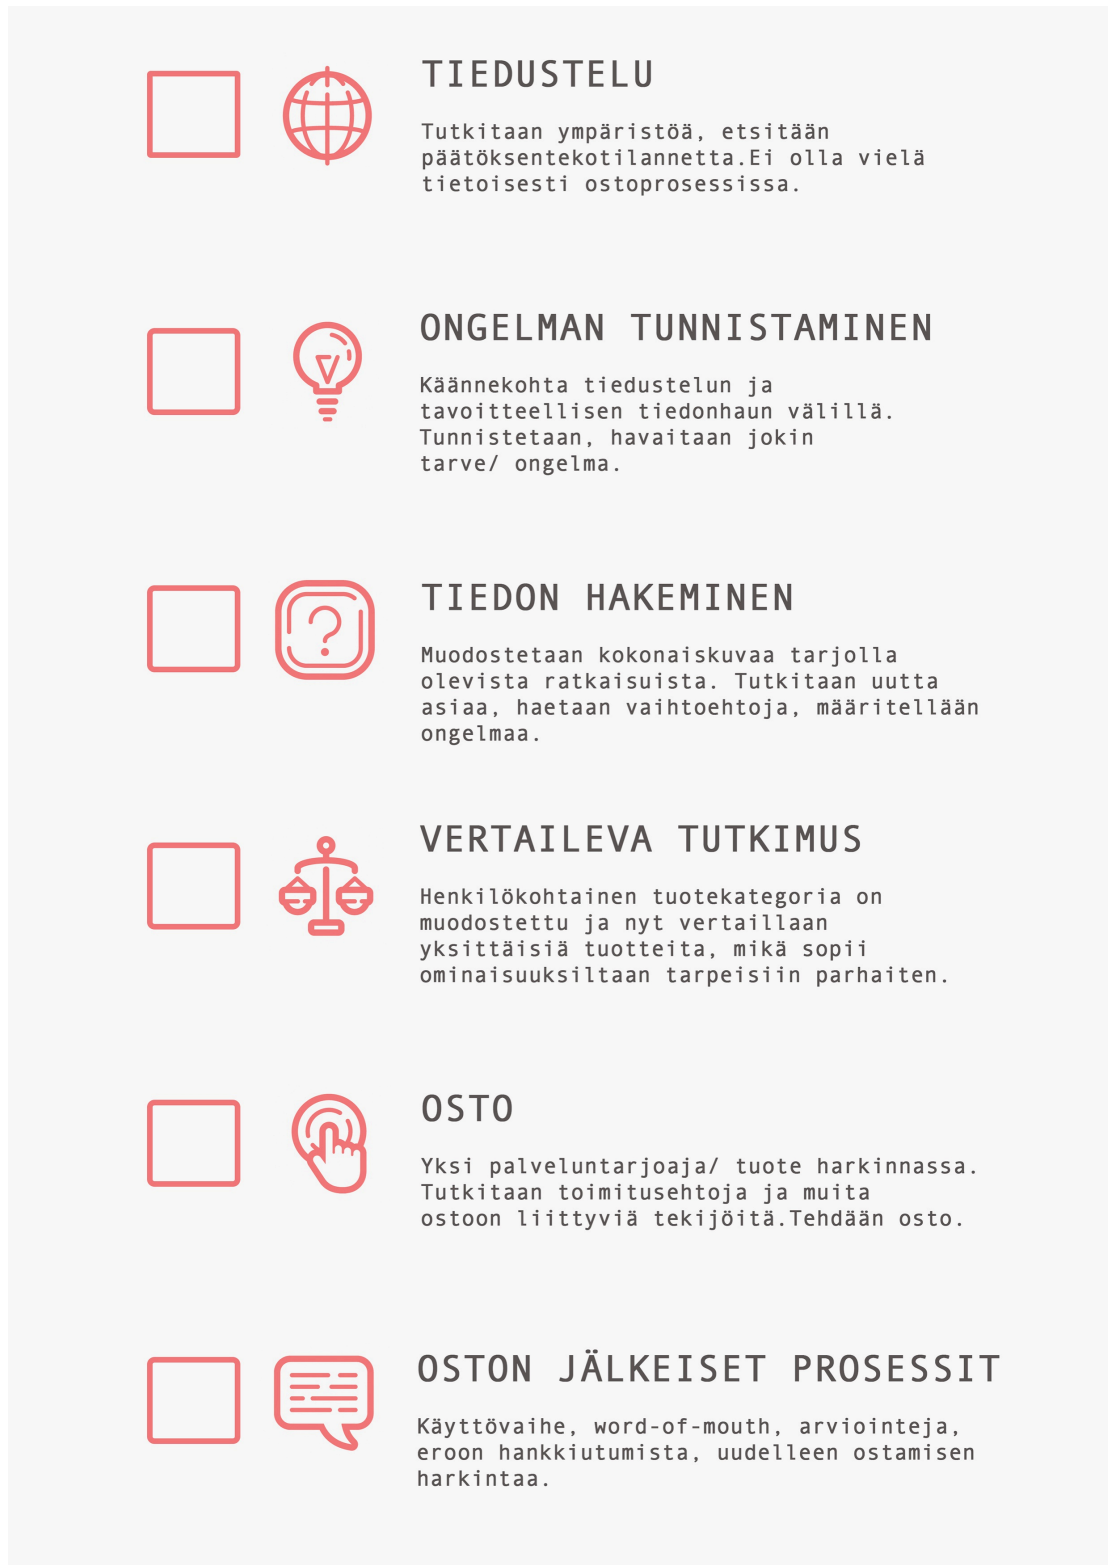 TIEDUSTELU
Tutkitaan ympäristöä, etsitään
päätöksentekotilannetta.Ei olla vielä
tietoisesti ostoprosessissa.
ONGELMAN TUNNISTAMINEN
Käännekohta tiedustelun ja
tavoitteellisen tiedonhaun välillä.
Tunnistetaan, havaitaan jokin
tarve/ ongelma.
TIEDON HAKEMINEN
Muodostetaan kokonaiskuvaa tarjolla
olevista ratkaisuista. Tutkitaan uutta
asiaa, haetaan vaihtoehtoja, määritellään
ongelmaa.
VERTAILEVA TUTKIMUS
Henkilökohtainen tuotekategoria on
muodostettu ja nyt vertaillaan
yksittäisiä tuotteita, mikä sopii
ominaisuuksiltaan tarpeisiin parhaiten.
OSTO
Yksi palveluntarjoaja/ tuote harkinnassa.
Tutkitaan toimitusehtoja ja muita
ostoon liittyviä tekijöitä.Tehdään osto.
OSTON JÄLKEISET PROSESSIT
Käyttövaihe, word-of-mouth, arviointeja,
eroon hankkiutumista, uudelleen ostamisen
harkintaa.